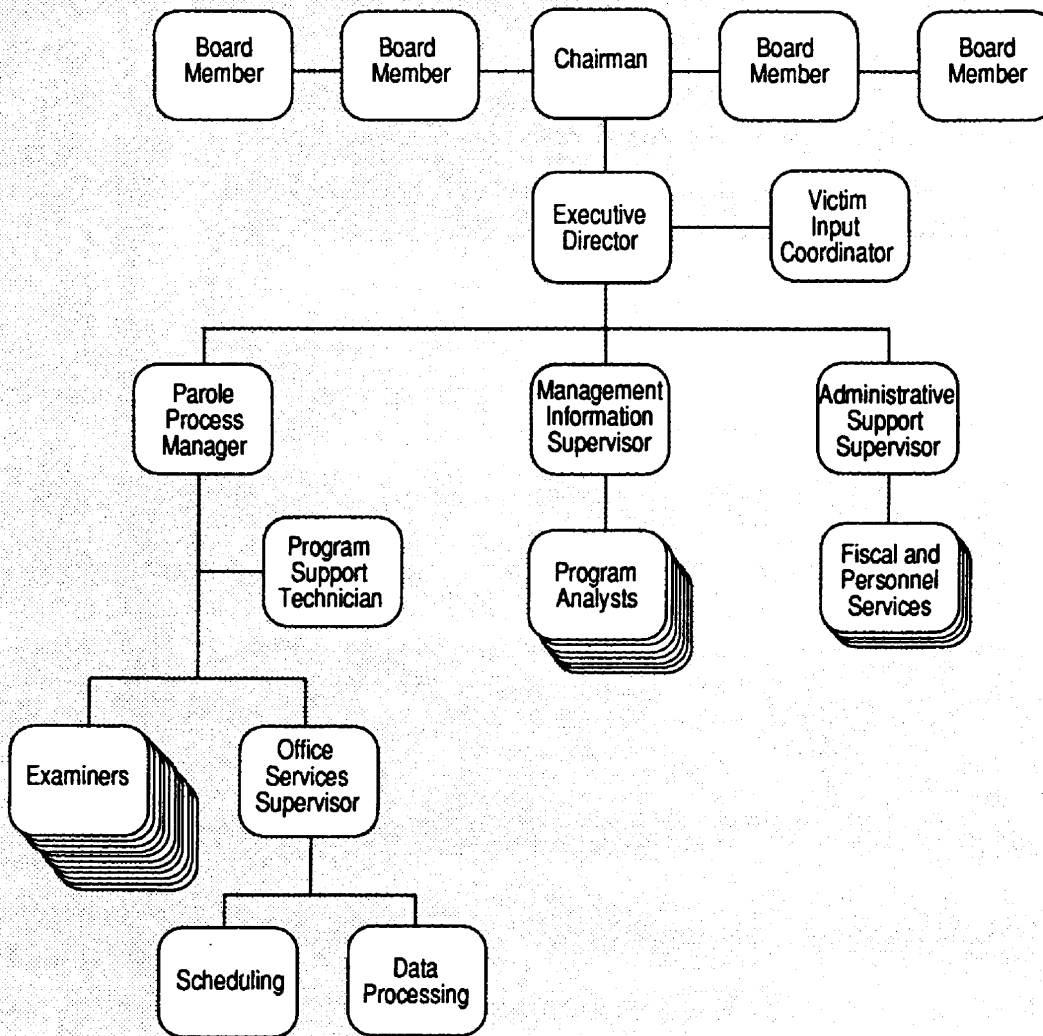 Board
Member
Board
Member
Chairman
Board
Member
Board
Member
Executive
Director
Victim
Input
Coordinator
Parole
Process
Manager
Management
Information
Supervisor
Administrative
Support
Supervisor
Program
Support
Technician
Program
Analysts
Fiscal and
Personnel
Services
Examiners
Office
Services
Supervisor
Scheduling
Data
Processing